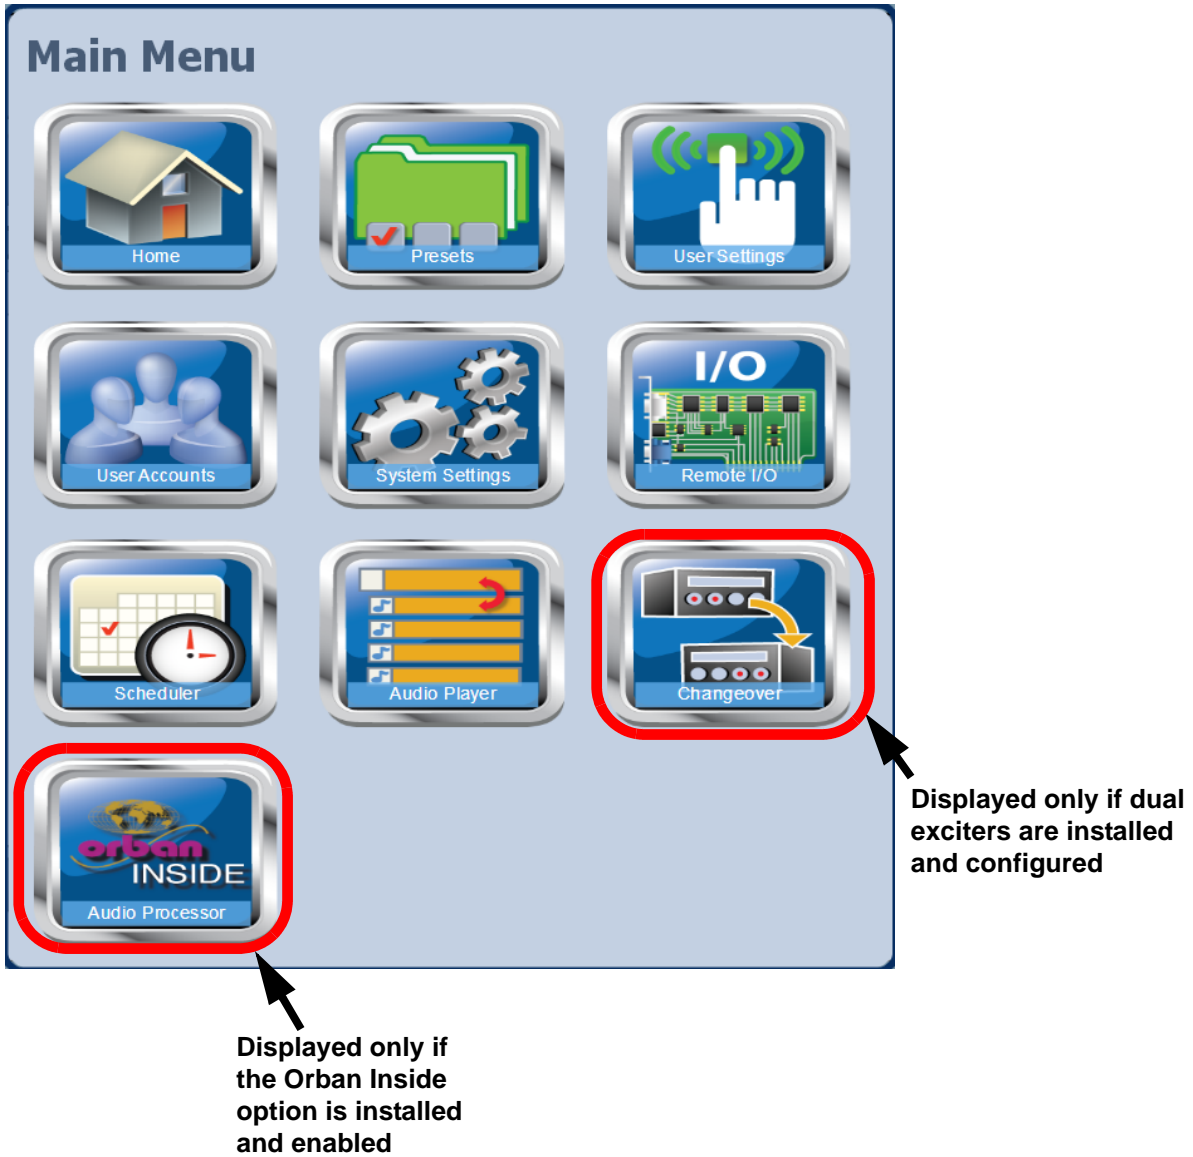 Main Menu
Home
Presets
User Settings
User Accounts
System Settings
I/O
Remote I/O
Scheduler
Audio Player
Changeover
orban
INSIDE
Audio Processor
Displayed only if dual
exciters are installed
and configured
Displayed only if
the Orban Inside
option is installed
and enabled